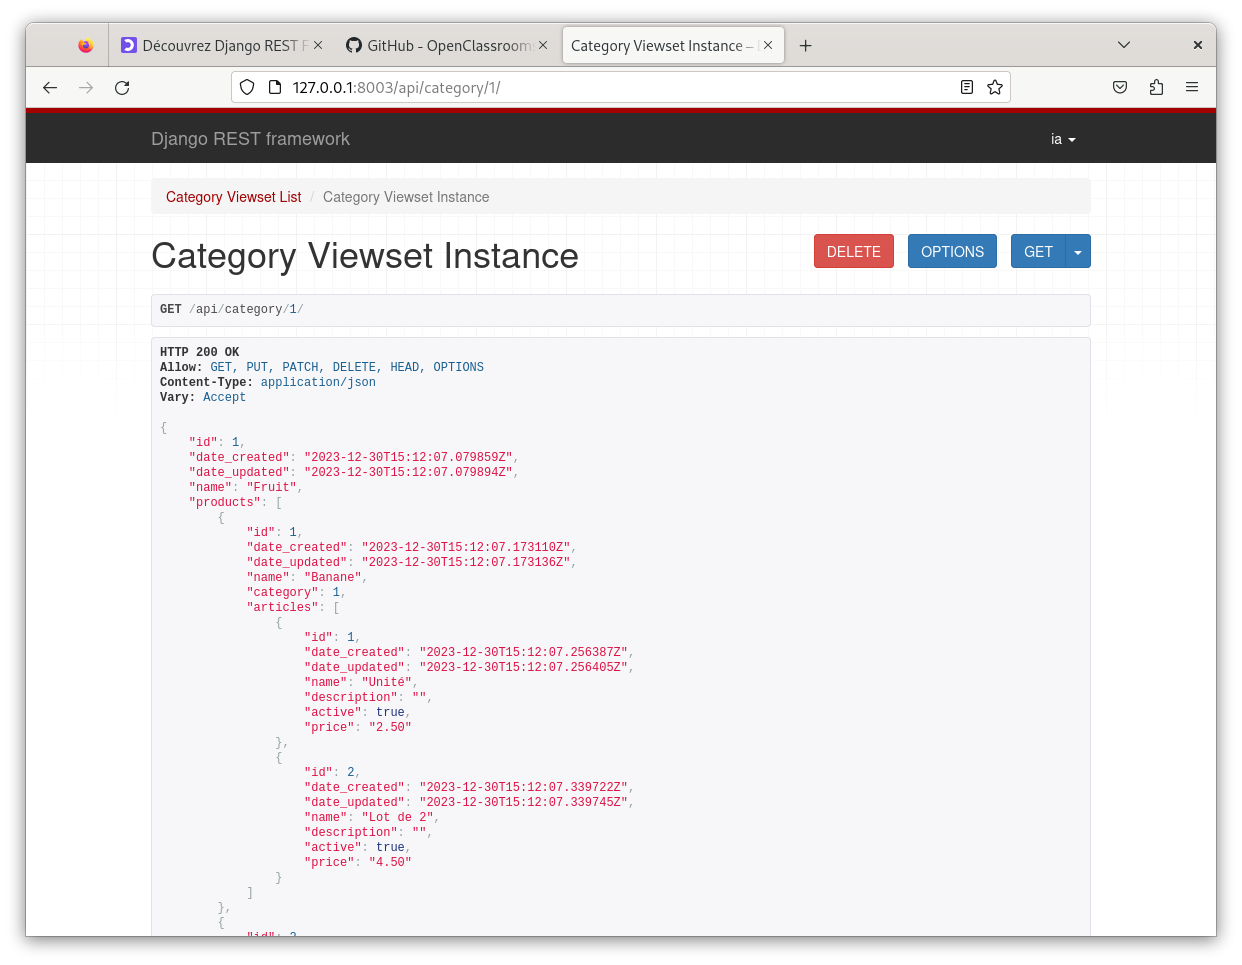 Découvrez Django REST F
GitHub - OpenClassroom
Category Viewset Instance –
127.0.0.1:8003/api/category/1/
Django REST framework
ia
Category Viewset List / Category Viewset Instance
Category Viewset Instance
DELETE
OPTIONS
GET
GET /api/category/1/
HTTP 200 OK
Allow: GET, PUT, PATCH, DELETE, HEAD, OPTIONS
Content-Type: application/json
Vary: Accept
{
"id": 1,
"date_created": "2023-12-30T15:12:07.079859Z",
"date_updated": "2023-12-30T15:12:07.079894Z",
"name": "Fruit",
"products": [
{
"id": 1,
"date_created": "2023-12-30T15:12:07.173110Z",
"date_updated": "2023-12-30T15:12:07.173136Z",
"name": "Banane",
"category": 1,
"articles": [
{
"id": 1,
"date_created": "2023-12-30T15:12:07.256387Z",
"date_updated": "2023-12-30T15:12:07.256405Z",
"name": "Unité",
"description": "",
"active": true,
"price": "2.50"
},
{
"id": 2,
"date_created": "2023-12-30T15:12:07.339722Z",
"date_updated": "2023-12-30T15:12:07.339745Z",
"name": "Lot de 2",
"description": "",
"active": true,
"price": "4.50"
}
]
},
{
"id": 2,